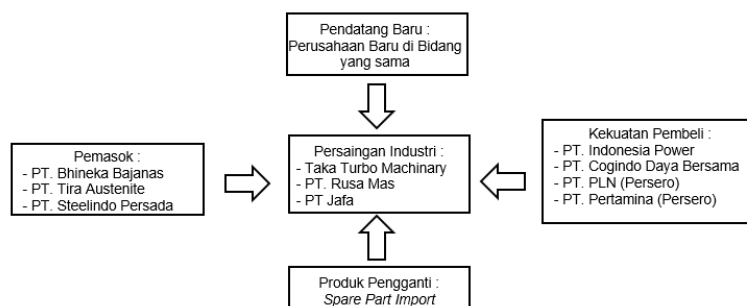 Pendatang Baru :
Perusahaan Baru di Bidang
yang sama
Pemasok :
- PT. Bhineka Bajanas
- PT. Tira Austenite
- PT. Steelindo Persada
Persaingan Industri :
- Taka Turbo Machinary
- PT. Rusa Mas
- PT Jafa
Kekuatan Pembeli :
- PT. Indonesia Power
- PT. Cogindo Daya Bersama
- PT. PLN (Persero)
- PT. Pertamina (Persero)
Produk Pengganti :
Spare Part Import